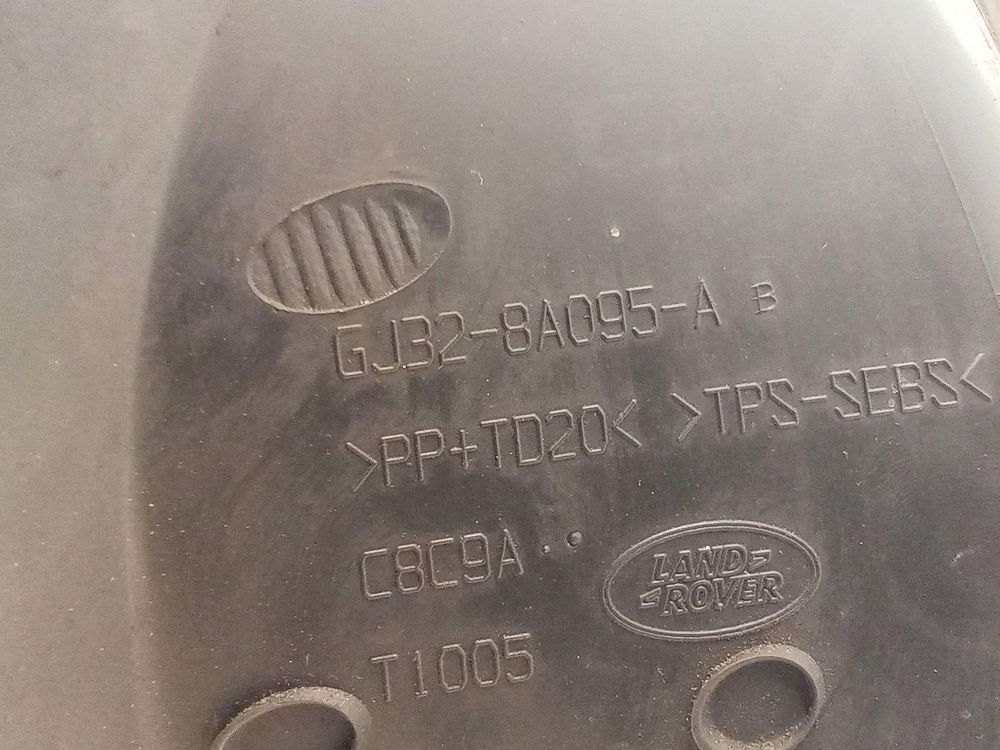 GJ32-8A095-A B
>PP+TD20< >TPS-SEBS<
C8C9A
LAND
ROVER
T1005